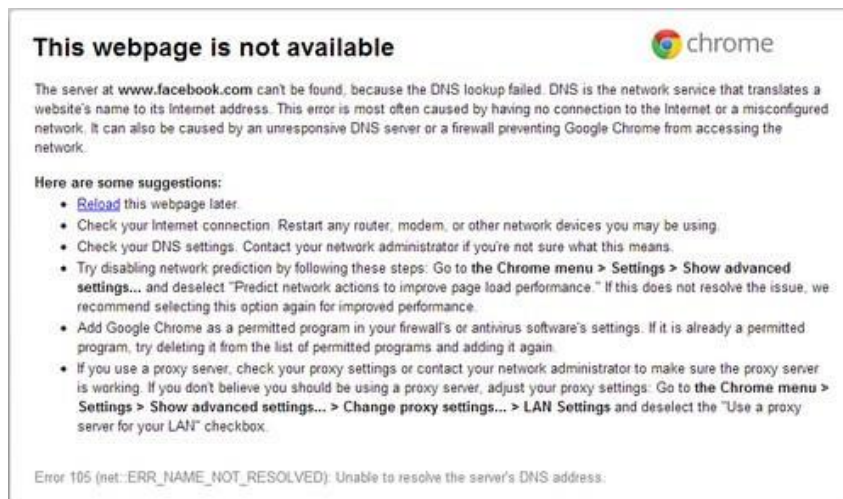 This webpage is not available
chrome
The server at www.facebook.com can't be found, because the DNS lookup failed. DNS is the network service that translates a
website's name to its Internet address. This error is most often caused by having no connection to the Internet or a misconfigured
network. It can also be caused by an unresponsive DNS server or a firewall preventing Google Chrome from accessing the
network.
Here are some suggestions:
• Reload this webpage later.
• Check your Internet connection. Restart any router, modem, or other network devices you may be using.
• Check your DNS settings. Contact your network administrator if you're not sure what this means.
• Try disabling network prediction by following these steps: Go to the Chrome menu > Settings > Show advanced
settings... and deselect "Predict network actions to improve page load performance." If this does not resolve the issue, we
recommend selecting this option again for improved performance.
• Add Google Chrome as a permitted program in your firewall's or antivirus software's settings. If it is already a permitted
program, try deleting it from the list of permitted programs and adding it again.
• If you use a proxy server, check your proxy settings or contact your network administrator to make sure the proxy server
is working. If you don't believe you should be using a proxy server, adjust your proxy settings: Go to the Chrome menu >
Settings > Show advanced settings... > Change proxy settings... > LAN Settings and deselect the "Use a proxy
server for your LAN" checkbox.
Error 105 (net::ERR_NAME_NOT_RESOLVED): Unable to resolve the server's DNS address.